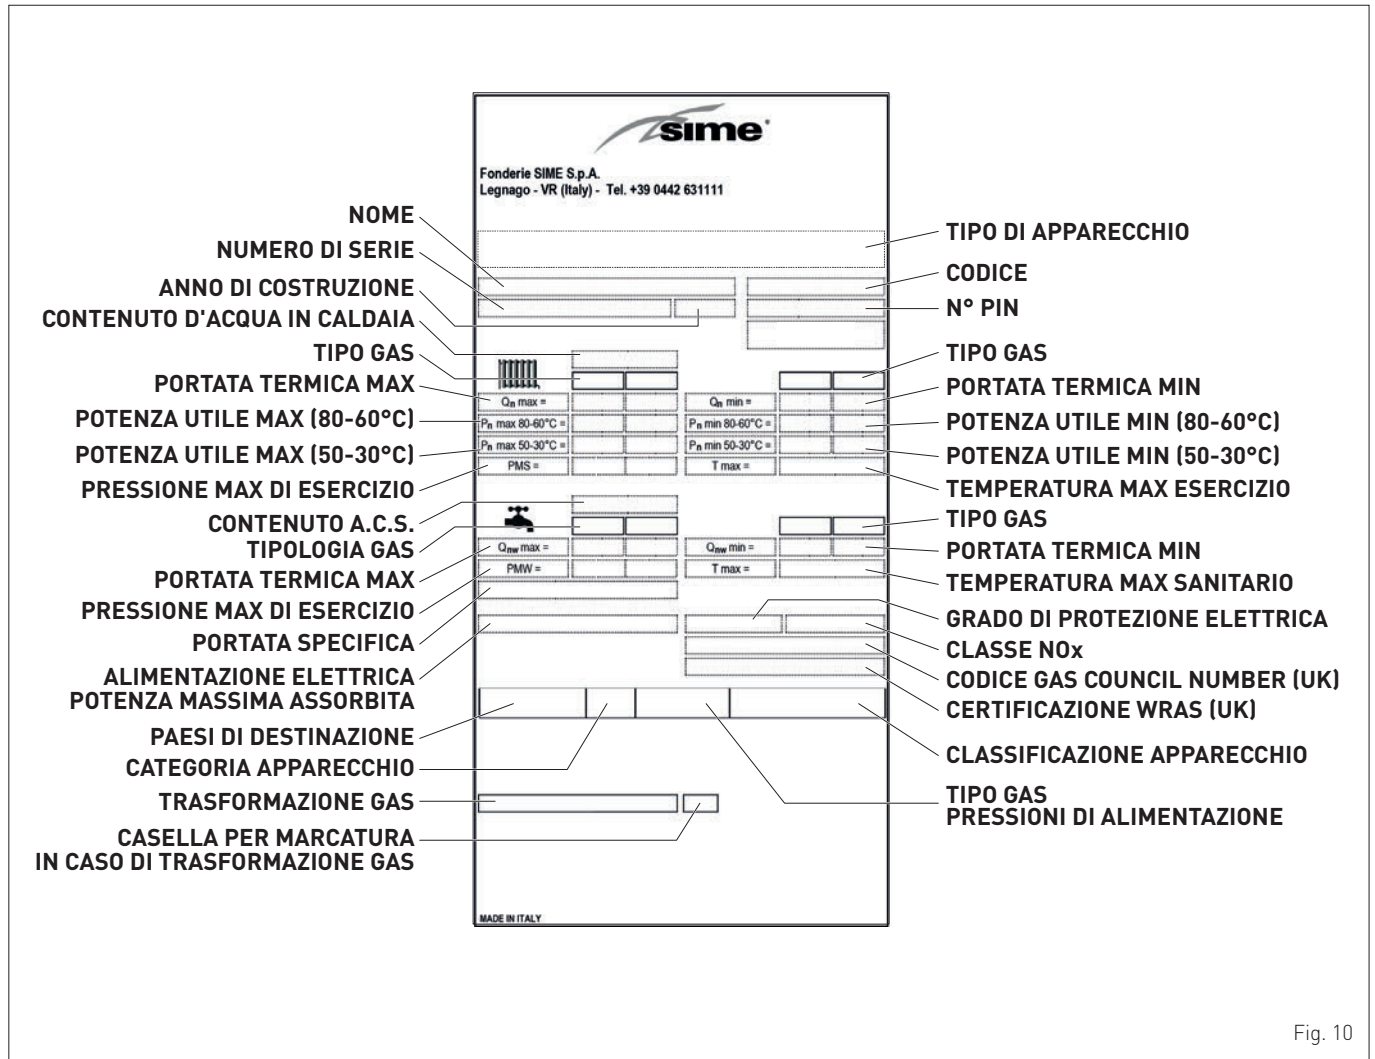 sime®
Fonderie SIME S.p.A.
Legnago - VR (Italy) - Tel. +39 0442 631111
NOME
NUMERO DI SERIE
ANNO DI COSTRUZIONE
CONTENUTO D'ACQUA IN CALDAIA
TIPO GAS
PORTATA TERMICA MAX
POTENZA UTILE MAX (80-60°C)
POTENZA UTILE MAX (50-30°C)
PRESSIONE MAX DI ESERCIZIO
CONTENUTO A.C.S.
TIPOLOGIA GAS
PORTATA TERMICA MAX
PRESSIONE MAX DI ESERCIZIO
PORTATA SPECIFICA
ALIMENTAZIONE ELETTRICA
POTENZA MASSIMA ASSORBITA
PAESI DI DESTINAZIONE
CATEGORIA APPARECCHIO
TRASFORMAZIONE GAS
CASELLA PER MARCATURA
IN CASO DI TRASFORMAZIONE GAS
Qn max =
Pn max 80-60°C =
Pn max 50-30°C =
PMS =
Qn min =
Pn min 80-60°C =
Pn min 50-30°C =
T max =
Qnw max =
PMW =
Qnw min =
T max =
MADE IN ITALY
TIPO DI APPARECCHIO
CODICE
N° PIN
TIPO GAS
PORTATA TERMICA MIN
POTENZA UTILE MIN (80-60°C)
POTENZA UTILE MIN (50-30°C)
TEMPERATURA MAX ESERCIZIO
TIPO GAS
PORTATA TERMICA MIN
TEMPERATURA MAX SANITARIO
GRADO DI PROTEZIONE ELETTRICA
CLASSE NOx
CODICE GAS COUNCIL NUMBER (UK)
CERTIFICAZIONE WRAS (UK)
CLASSIFICAZIONE APPARECCHIO
TIPO GAS
PRESSIONI DI ALIMENTAZIONE
Fig. 10